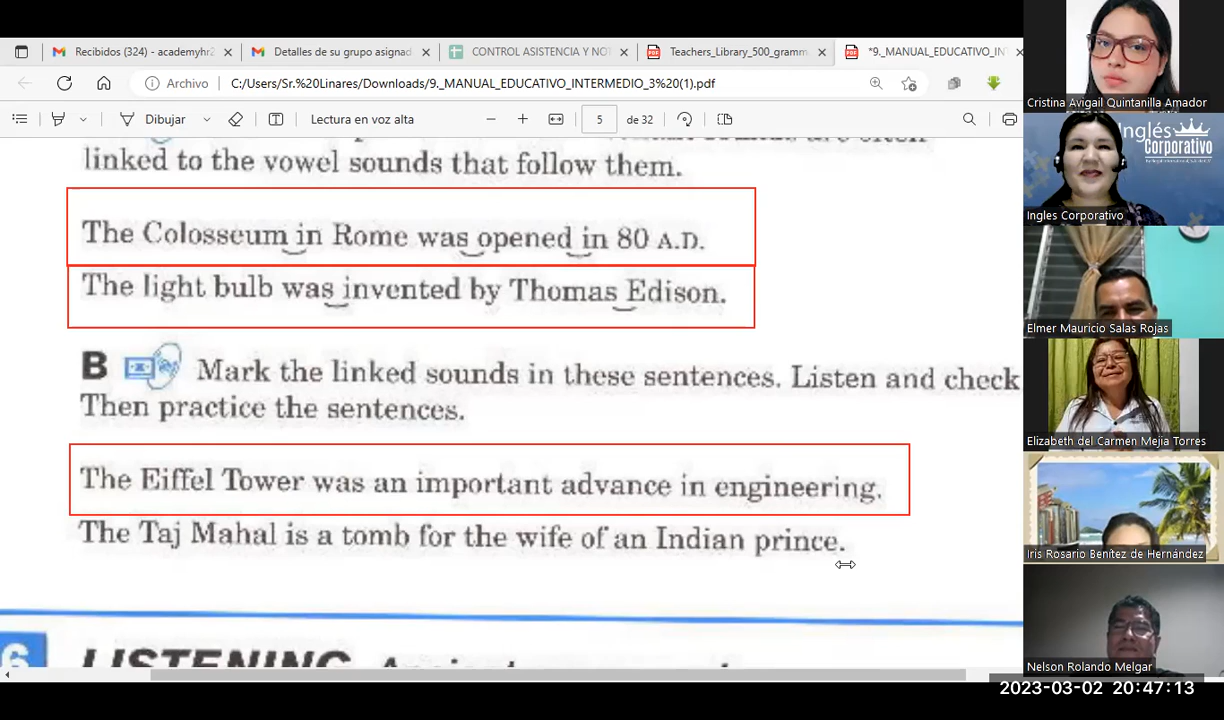 Recibidos (324) - academyhr2
Detalles de su grupo asignad
CONTROL ASISTENCIA Y NOT
Teachers_Library_500_gramm
*9._MANUAL_EDUCATIVO_IN
Archivo
C:/Users/Sr.%20Linares/Downloads/9._MANUAL_EDUCATIVO_INTERMEDIO_3%20(1).pdf
Dibujar
Lectura en voz alta
5
de 32
linked to the vowel sounds that follow them.
The Colosseum in Rome was opened in 80 A.D.
The light bulb was invented by Thomas Edison.
B Mark the linked sounds in these sentences. Listen and check
Then practice the sentences.
The Eiffel Tower was an important advance in engineering.
The Taj Mahal is a tomb for the wife of an Indian prince.
6 LISTENING
Cristina Avigail Quintanilla Amador
Inglés
Corporativo
Ingles Corporativo
Elmer Mauricio Salas Rojas
Elizabeth del Carmen Mejia Torres
Iris Rosario Benítez de Hernández
Nelson Rolando Melgar
2023-03-02 20:47:13